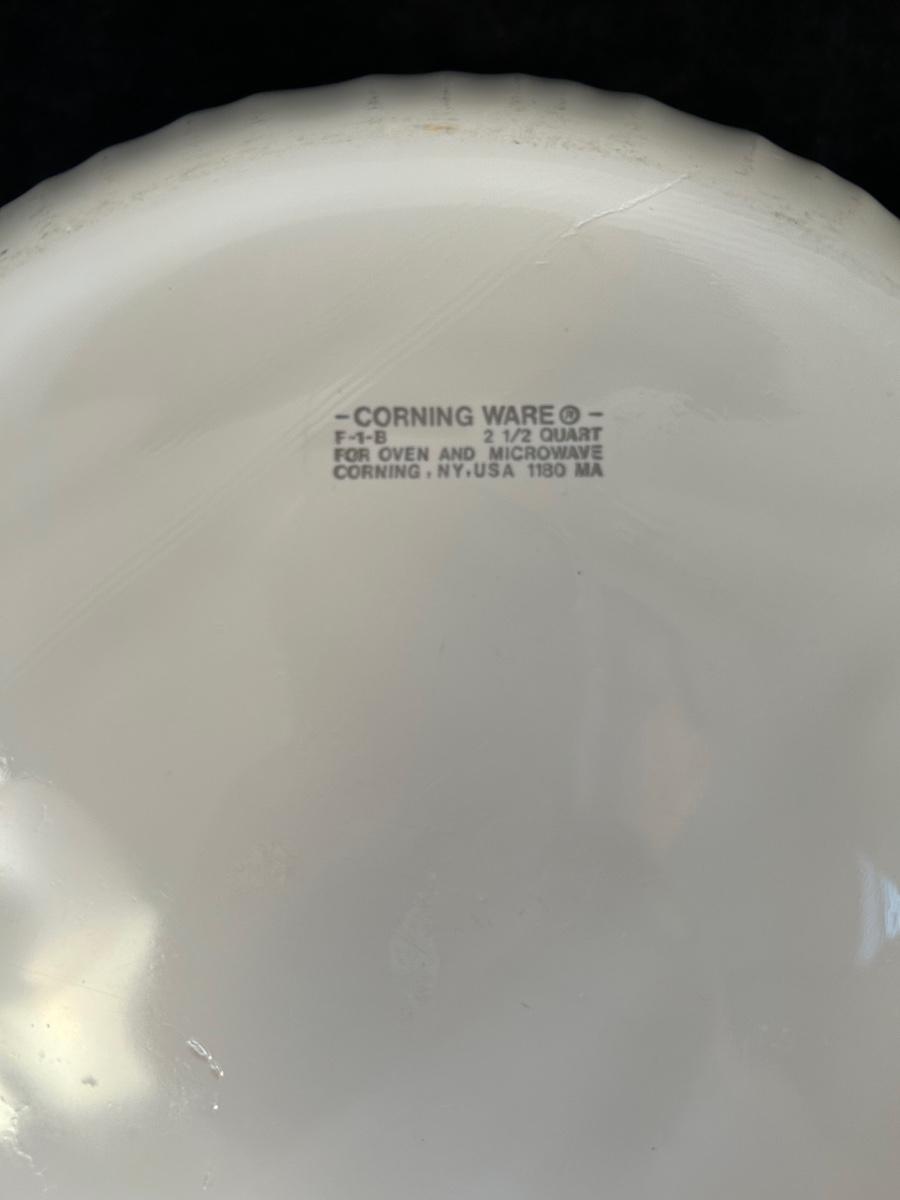 -CORNING WARE® -
F-1-B 2 1/2 QUART
FOR OVEN AND MICROWAVE
CORNING, NY, USA 1180 MA